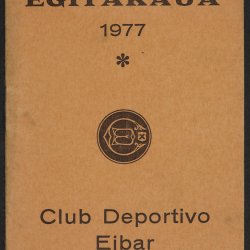 EGITARAUA
1977
*
Club Deportivo
Eibar